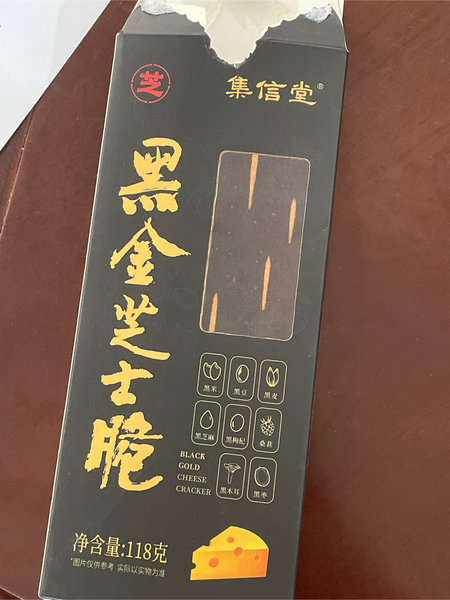 芝
集信堂®
黑金芝士脆
黑米
黑豆
黑麦
黑芝麻
黑枸杞
桑葚
黑木耳
黑枣
BLACK
GOLD
CHEESE
CRACKER
净含量:118克
*图片仅供参考 实际以实物为准